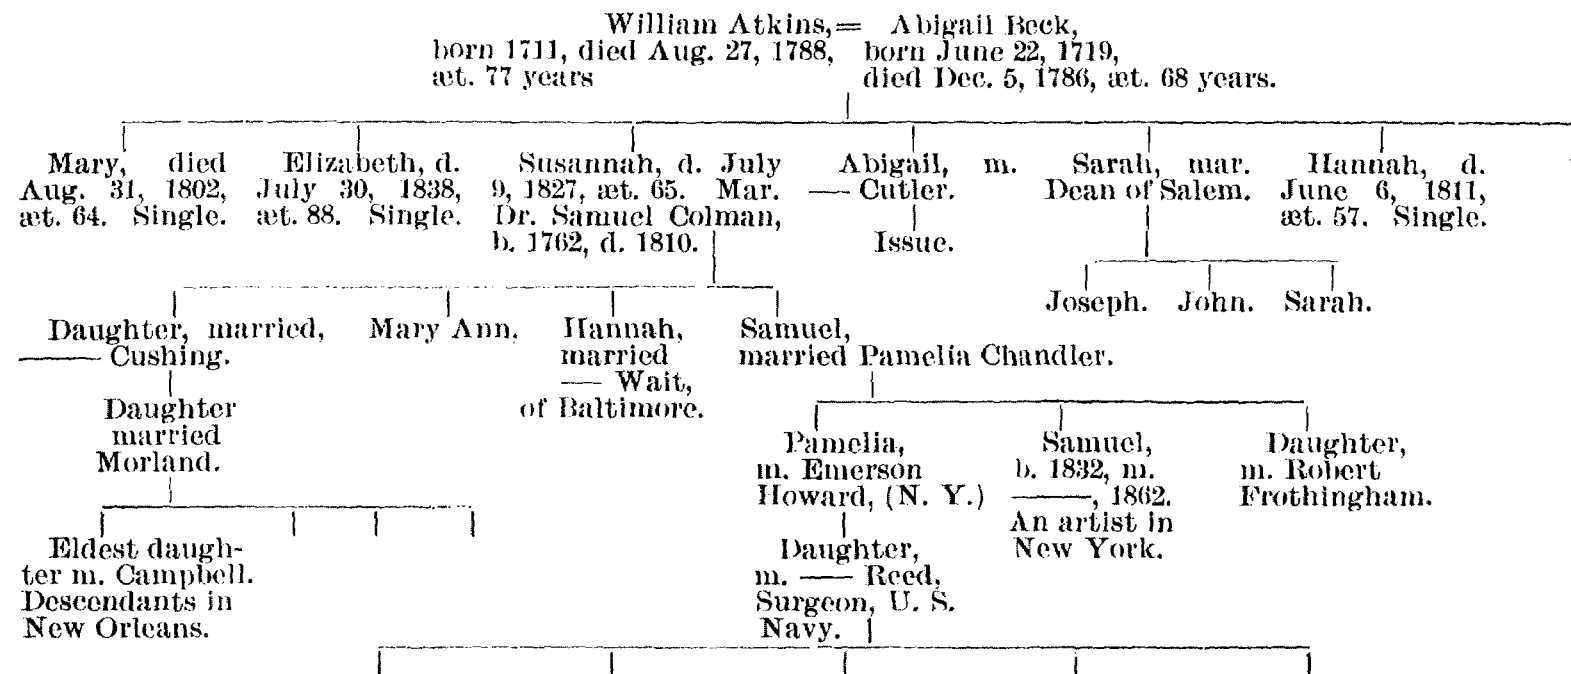 William Atkins,= Abigail Beck,
born 1711, died Aug. 27, 1788, born June 22, 1719,
æt. 77 years died Dec. 5, 1786, æt. 68 years.
Mary, died
Aug. 31, 1802,
æt. 64. Single.
Elizabeth, d.
July 30, 1838,
æt. 88. Single.
Susannah, d. July
9, 1827, æt. 65. Mar.
Dr. Samuel Colman,
b. 1762, d. 1810.
Abigail, m.
— Cutler.
Issue.
Sarah, mar.
Dean of Salem.
Hannah, d.
June 6, 1811,
æt. 57. Single.
Joseph. John. Sarah.
Daughter, married,
—— Cushing.
Mary Ann.
Hannah,
married
— Wait,
of Baltimore.
Samuel,
married Pamelia Chandler.
Daughter
married
Morland.
Pamelia,
m. Emerson
Howard, (N. Y.)
Samuel,
b. 1832, m.
——, 1862.
An artist in
New York.
Daughter,
m. Robert
Frothingham.
Eldest daugh-
ter m. Campbell.
Descendants in
New Orleans.
Daughter,
m. —— Reed,
Surgeon, U. S.
Navy.